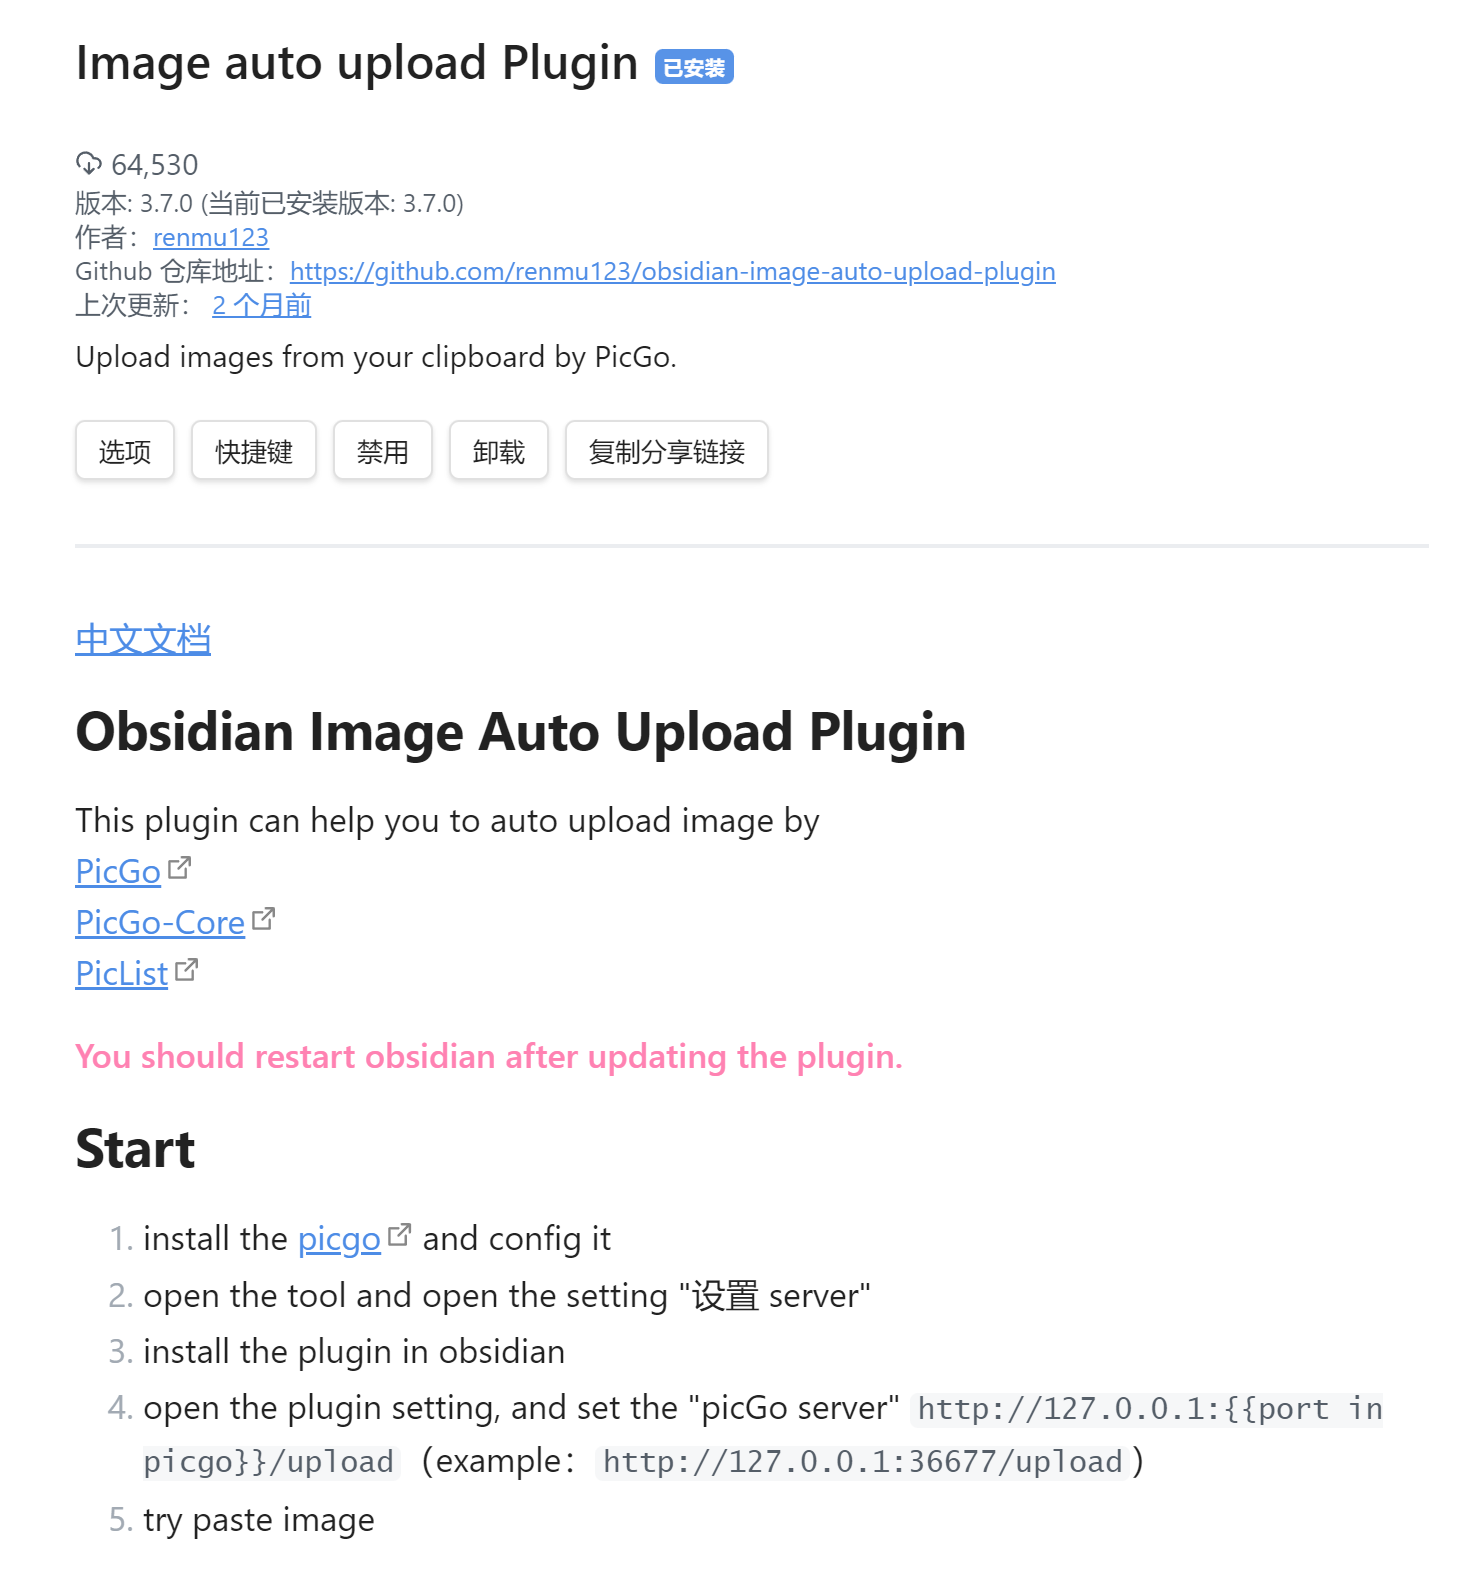 Image auto upload Plugin 已安装
64,530
版本: 3.7.0 (当前已安装版本: 3.7.0)
作者：renmu123
Github 仓库地址：https://github.com/renmu123/obsidian-image-auto-upload-plugin
上次更新： 2 个月前
Upload images from your clipboard by PicGo.
选项 快捷键 禁用 卸载 复制分享链接
中文文档
Obsidian Image Auto Upload Plugin
This plugin can help you to auto upload image by
PicGo
PicGo-Core
PicList
You should restart obsidian after updating the plugin.
Start
1. install the picgo and config it
2. open the tool and open the setting "设置 server"
3. install the plugin in obsidian
4. open the plugin setting, and set the "picGo server" http://127.0.0.1:{{port in
picgo}}/upload（example：http://127.0.0.1:36677/upload）
5. try paste image